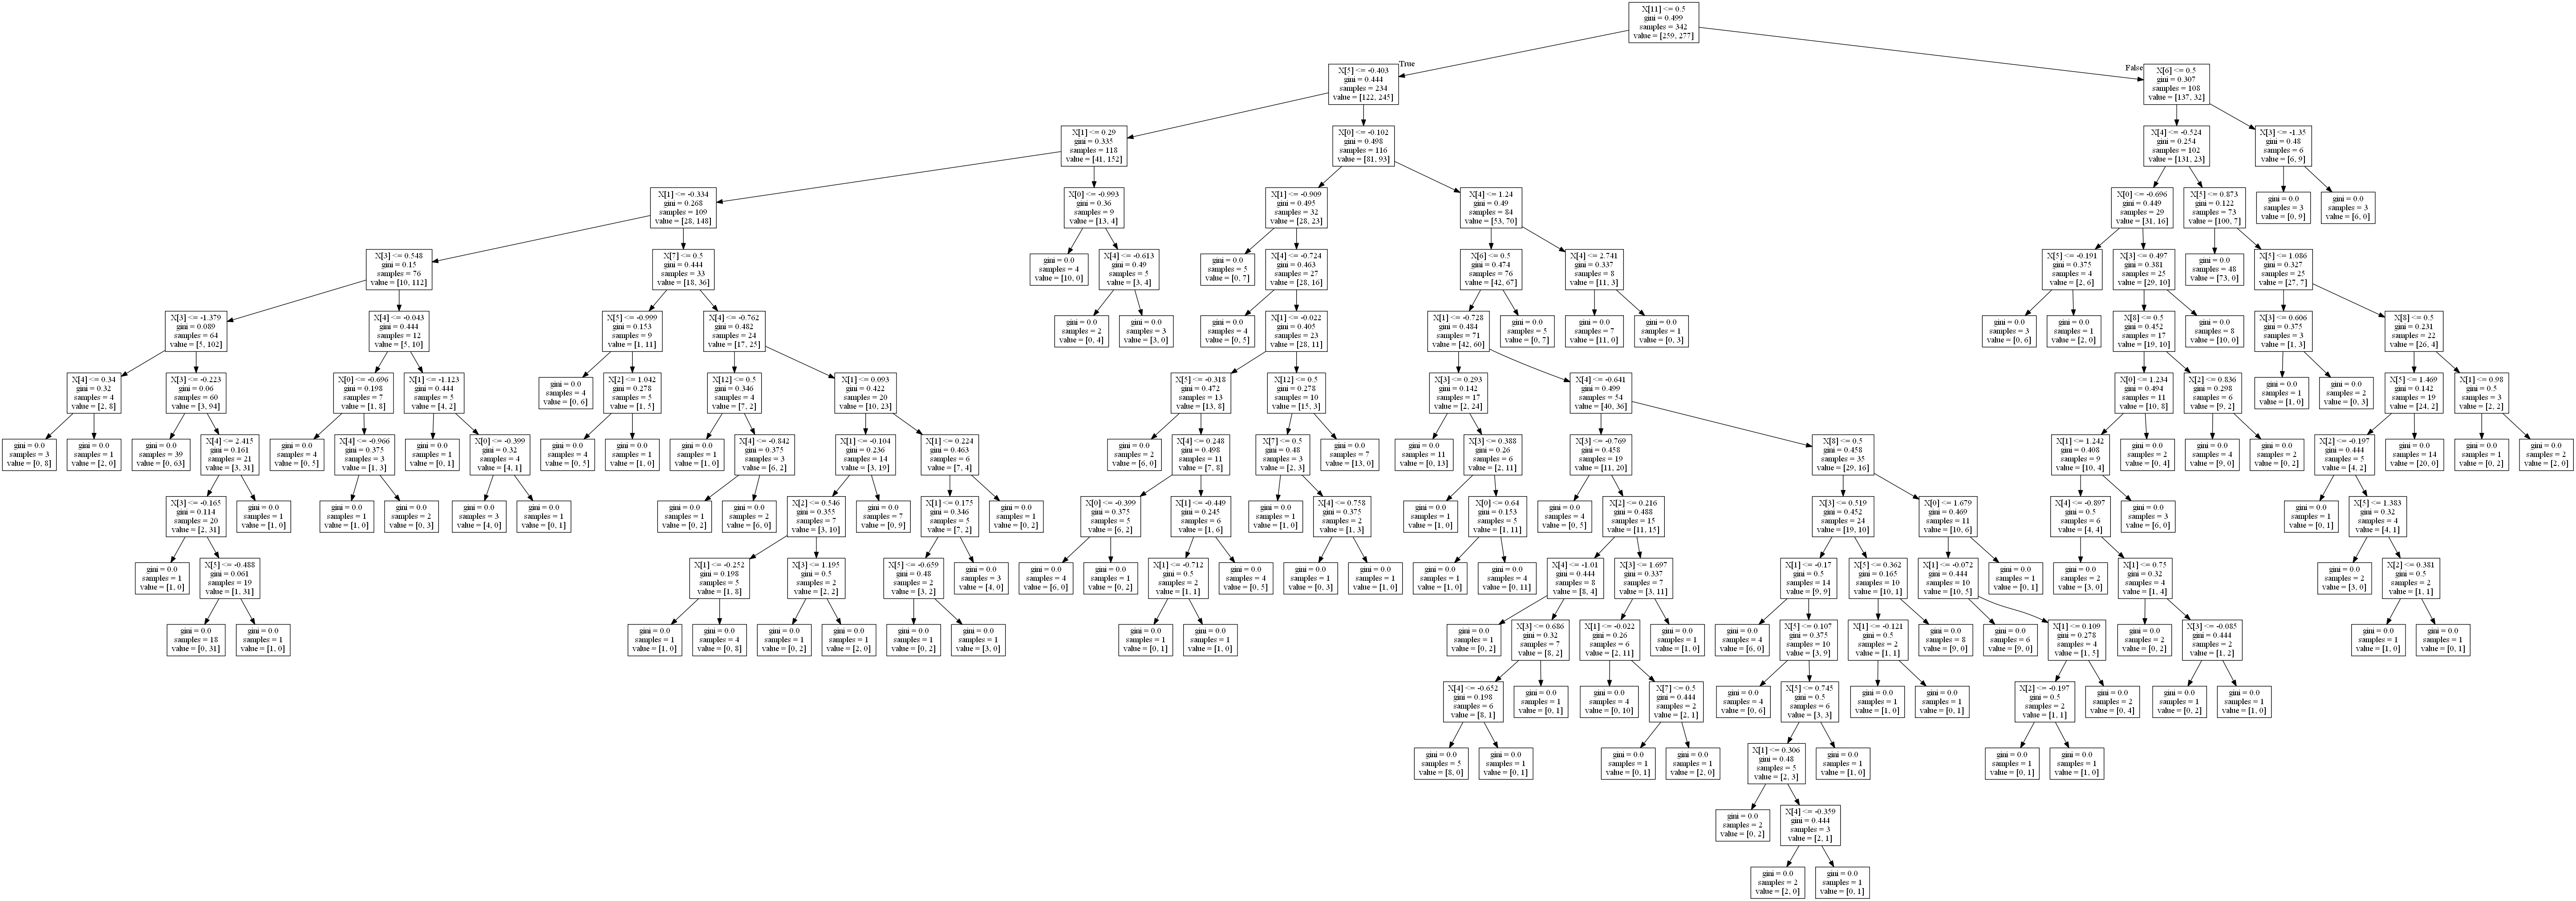 X[11] <= 0.5
gini = 0.499
samples = 342
value = [259, 277]
True
False
X[5] <= -0.403
gini = 0.444
samples = 234
value = [122, 245]
X[6] <= 0.5
gini = 0.307
samples = 108
value = [137, 32]
X[1] <= 0.29
gini = 0.335
samples = 118
value = [41, 152]
X[0] <= -0.102
gini = 0.498
samples = 116
value = [81, 93]
X[4] <= -0.524
gini = 0.254
samples = 102
value = [131, 23]
X[3] <= -1.35
gini = 0.48
samples = 6
value = [6, 9]
X[1] <= -0.334
gini = 0.268
samples = 109
value = [28, 148]
X[0] <= -0.993
gini = 0.36
samples = 9
value = [13, 4]
X[1] <= -0.909
gini = 0.495
samples = 32
value = [28, 23]
X[4] <= 1.24
gini = 0.49
samples = 84
value = [53, 70]
X[0] <= -0.696
gini = 0.449
samples = 29
value = [31, 16]
X[5] <= 0.873
gini = 0.122
samples = 73
value = [100, 7]
gini = 0.0
samples = 3
value = [0, 9]
gini = 0.0
samples = 3
value = [6, 0]
X[3] <= 0.548
gini = 0.15
samples = 76
value = [10, 112]
X[7] <= 0.5
gini = 0.444
samples = 33
value = [18, 36]
gini = 0.0
samples = 4
value = [10, 0]
X[4] <= -0.613
gini = 0.49
samples = 5
value = [3, 4]
gini = 0.0
samples = 5
value = [0, 7]
X[4] <= -0.724
gini = 0.463
samples = 27
value = [28, 16]
X[6] <= 0.5
gini = 0.474
samples = 76
value = [42, 67]
X[4] <= 2.741
gini = 0.337
samples = 8
value = [11, 3]
X[5] <= -0.191
gini = 0.375
samples = 4
value = [2, 6]
X[3] <= 0.497
gini = 0.381
samples = 25
value = [29, 10]
gini = 0.0
samples = 48
value = [73, 0]
X[5] <= 1.086
gini = 0.327
samples = 25
value = [27, 7]
X[3] <= -1.379
gini = 0.089
samples = 64
value = [5, 102]
X[4] <= -0.043
gini = 0.444
samples = 12
value = [5, 10]
X[5] <= -0.999
gini = 0.153
samples = 9
value = [1, 11]
X[4] <= -0.762
gini = 0.482
samples = 24
value = [17, 25]
gini = 0.0
samples = 2
value = [0, 4]
gini = 0.0
samples = 3
value = [3, 0]
gini = 0.0
samples = 4
value = [0, 5]
X[1] <= -0.022
gini = 0.405
samples = 23
value = [28, 11]
X[1] <= -0.728
gini = 0.484
samples = 71
value = [42, 60]
gini = 0.0
samples = 5
value = [0, 7]
gini = 0.0
samples = 7
value = [11, 0]
gini = 0.0
samples = 1
value = [0, 3]
gini = 0.0
samples = 3
value = [0, 6]
gini = 0.0
samples = 1
value = [2, 0]
X[8] <= 0.5
gini = 0.452
samples = 17
value = [19, 10]
gini = 0.0
samples = 8
value = [10, 0]
X[3] <= 0.606
gini = 0.375
samples = 3
value = [1, 3]
X[8] <= 0.5
gini = 0.231
samples = 22
value = [26, 4]
X[4] <= 0.34
gini = 0.32
samples = 4
value = [2, 8]
X[3] <= -0.223
gini = 0.06
samples = 60
value = [3, 94]
X[0] <= -0.696
gini = 0.198
samples = 7
value = [1, 8]
X[1] <= -1.123
gini = 0.444
samples = 5
value = [4, 2]
gini = 0.0
samples = 4
value = [0, 6]
X[2] <= 1.042
gini = 0.278
samples = 5
value = [1, 5]
X[12] <= 0.5
gini = 0.346
samples = 4
value = [7, 2]
X[1] <= 0.093
gini = 0.422
samples = 20
value = [10, 23]
X[5] <= -0.318
gini = 0.472
samples = 13
value = [13, 8]
X[12] <= 0.5
gini = 0.278
samples = 10
value = [15, 3]
X[3] <= 0.293
gini = 0.142
samples = 17
value = [2, 24]
X[4] <= -0.641
gini = 0.499
samples = 54
value = [40, 36]
X[0] <= 1.234
gini = 0.494
samples = 11
value = [10, 8]
X[2] <= 0.836
gini = 0.298
samples = 6
value = [9, 2]
gini = 0.0
samples = 1
value = [1, 0]
gini = 0.0
samples = 2
value = [0, 3]
X[5] <= 1.469
gini = 0.142
samples = 19
value = [24, 2]
X[1] <= 0.98
gini = 0.5
samples = 3
value = [2, 2]
gini = 0.0
samples = 3
value = [0, 8]
gini = 0.0
samples = 1
value = [2, 0]
gini = 0.0
samples = 39
value = [0, 63]
X[4] <= 2.415
gini = 0.161
samples = 21
value = [3, 31]
gini = 0.0
samples = 4
value = [0, 5]
X[4] <= -0.966
gini = 0.375
samples = 3
value = [1, 3]
gini = 0.0
samples = 1
value = [0, 1]
X[0] <= -0.399
gini = 0.32
samples = 4
value = [4, 1]
gini = 0.0
samples = 4
value = [0, 5]
gini = 0.0
samples = 1
value = [1, 0]
gini = 0.0
samples = 1
value = [1, 0]
X[4] <= -0.842
gini = 0.375
samples = 3
value = [6, 2]
X[1] <= -0.104
gini = 0.236
samples = 14
value = [3, 19]
X[1] <= 0.224
gini = 0.463
samples = 6
value = [7, 4]
gini = 0.0
samples = 2
value = [6, 0]
X[4] <= 0.248
gini = 0.498
samples = 11
value = [7, 8]
X[7] <= 0.5
gini = 0.48
samples = 3
value = [2, 3]
gini = 0.0
samples = 7
value = [13, 0]
gini = 0.0
samples = 11
value = [0, 13]
X[3] <= 0.388
gini = 0.26
samples = 6
value = [2, 11]
X[3] <= -0.769
gini = 0.458
samples = 19
value = [11, 20]
X[8] <= 0.5
gini = 0.458
samples = 35
value = [29, 16]
X[1] <= 1.242
gini = 0.408
samples = 9
value = [10, 4]
gini = 0.0
samples = 2
value = [0, 4]
gini = 0.0
samples = 4
value = [9, 0]
gini = 0.0
samples = 2
value = [0, 2]
X[2] <= -0.197
gini = 0.444
samples = 5
value = [4, 2]
gini = 0.0
samples = 14
value = [20, 0]
gini = 0.0
samples = 1
value = [0, 2]
gini = 0.0
samples = 2
value = [2, 0]
X[3] <= -0.165
gini = 0.114
samples = 20
value = [2, 31]
gini = 0.0
samples = 1
value = [1, 0]
gini = 0.0
samples = 1
value = [1, 0]
gini = 0.0
samples = 2
value = [0, 3]
gini = 0.0
samples = 3
value = [4, 0]
gini = 0.0
samples = 1
value = [0, 1]
gini = 0.0
samples = 1
value = [0, 2]
gini = 0.0
samples = 2
value = [6, 0]
X[2] <= 0.546
gini = 0.355
samples = 7
value = [3, 10]
gini = 0.0
samples = 7
value = [0, 9]
X[1] <= 0.175
gini = 0.346
samples = 5
value = [7, 2]
gini = 0.0
samples = 1
value = [0, 2]
X[0] <= -0.399
gini = 0.375
samples = 5
value = [6, 2]
X[1] <= -0.449
gini = 0.245
samples = 6
value = [1, 6]
gini = 0.0
samples = 1
value = [1, 0]
X[4] <= 0.758
gini = 0.375
samples = 2
value = [1, 3]
gini = 0.0
samples = 1
value = [1, 0]
X[0] <= 0.64
gini = 0.153
samples = 5
value = [1, 11]
gini = 0.0
samples = 4
value = [0, 5]
X[2] <= 0.216
gini = 0.488
samples = 15
value = [11, 15]
X[3] <= 0.519
gini = 0.452
samples = 24
value = [19, 10]
X[0] <= 1.679
gini = 0.469
samples = 11
value = [10, 6]
X[4] <= -0.897
gini = 0.5
samples = 6
value = [4, 4]
gini = 0.0
samples = 3
value = [6, 0]
gini = 0.0
samples = 1
value = [0, 1]
X[5] <= 1.383
gini = 0.32
samples = 4
value = [4, 1]
gini = 0.0
samples = 1
value = [1, 0]
X[5] <= -0.488
gini = 0.061
samples = 19
value = [1, 31]
X[1] <= -0.252
gini = 0.198
samples = 5
value = [1, 8]
X[3] <= 1.195
gini = 0.5
samples = 2
value = [2, 2]
X[5] <= -0.659
gini = 0.48
samples = 2
value = [3, 2]
gini = 0.0
samples = 3
value = [4, 0]
gini = 0.0
samples = 4
value = [6, 0]
gini = 0.0
samples = 1
value = [0, 2]
X[1] <= -0.712
gini = 0.5
samples = 2
value = [1, 1]
gini = 0.0
samples = 4
value = [0, 5]
gini = 0.0
samples = 1
value = [0, 3]
gini = 0.0
samples = 1
value = [1, 0]
gini = 0.0
samples = 1
value = [1, 0]
gini = 0.0
samples = 4
value = [0, 11]
X[4] <= -1.01
gini = 0.444
samples = 8
value = [8, 4]
X[3] <= 1.697
gini = 0.337
samples = 7
value = [3, 11]
X[1] <= -0.17
gini = 0.5
samples = 14
value = [9, 9]
X[5] <= 0.362
gini = 0.165
samples = 10
value = [10, 1]
X[1] <= -0.072
gini = 0.444
samples = 10
value = [10, 5]
gini = 0.0
samples = 1
value = [0, 1]
gini = 0.0
samples = 2
value = [3, 0]
X[1] <= 0.75
gini = 0.32
samples = 4
value = [1, 4]
gini = 0.0
samples = 2
value = [3, 0]
X[2] <= 0.381
gini = 0.5
samples = 2
value = [1, 1]
gini = 0.0
samples = 18
value = [0, 31]
gini = 0.0
samples = 1
value = [1, 0]
gini = 0.0
samples = 1
value = [1, 0]
gini = 0.0
samples = 4
value = [0, 8]
gini = 0.0
samples = 1
value = [0, 2]
gini = 0.0
samples = 1
value = [2, 0]
gini = 0.0
samples = 1
value = [0, 2]
gini = 0.0
samples = 1
value = [3, 0]
gini = 0.0
samples = 1
value = [0, 1]
gini = 0.0
samples = 1
value = [1, 0]
gini = 0.0
samples = 1
value = [0, 2]
X[3] <= 0.686
gini = 0.32
samples = 7
value = [8, 2]
X[1] <= -0.022
gini = 0.26
samples = 6
value = [2, 11]
gini = 0.0
samples = 1
value = [1, 0]
gini = 0.0
samples = 4
value = [6, 0]
X[5] <= 0.107
gini = 0.375
samples = 10
value = [3, 9]
X[1] <= -0.121
gini = 0.5
samples = 2
value = [1, 1]
gini = 0.0
samples = 8
value = [9, 0]
gini = 0.0
samples = 6
value = [9, 0]
X[1] <= 0.109
gini = 0.278
samples = 4
value = [1, 5]
gini = 0.0
samples = 2
value = [0, 2]
X[3] <= -0.085
gini = 0.444
samples = 2
value = [1, 2]
gini = 0.0
samples = 1
value = [1, 0]
gini = 0.0
samples = 1
value = [0, 1]
X[4] <= -0.652
gini = 0.198
samples = 6
value = [8, 1]
gini = 0.0
samples = 1
value = [0, 1]
gini = 0.0
samples = 4
value = [0, 10]
X[7] <= 0.5
gini = 0.444
samples = 2
value = [2, 1]
gini = 0.0
samples = 4
value = [0, 6]
X[5] <= 0.745
gini = 0.5
samples = 6
value = [3, 3]
gini = 0.0
samples = 1
value = [1, 0]
gini = 0.0
samples = 1
value = [0, 1]
X[2] <= -0.197
gini = 0.5
samples = 2
value = [1, 1]
gini = 0.0
samples = 2
value = [0, 4]
gini = 0.0
samples = 1
value = [0, 2]
gini = 0.0
samples = 1
value = [1, 0]
gini = 0.0
samples = 5
value = [8, 0]
gini = 0.0
samples = 1
value = [0, 1]
gini = 0.0
samples = 1
value = [0, 1]
gini = 0.0
samples = 1
value = [2, 0]
X[1] <= 0.306
gini = 0.48
samples = 5
value = [2, 3]
gini = 0.0
samples = 1
value = [1, 0]
gini = 0.0
samples = 1
value = [0, 1]
gini = 0.0
samples = 1
value = [1, 0]
gini = 0.0
samples = 2
value = [0, 2]
X[4] <= -0.359
gini = 0.444
samples = 3
value = [2, 1]
gini = 0.0
samples = 2
value = [2, 0]
gini = 0.0
samples = 1
value = [0, 1]